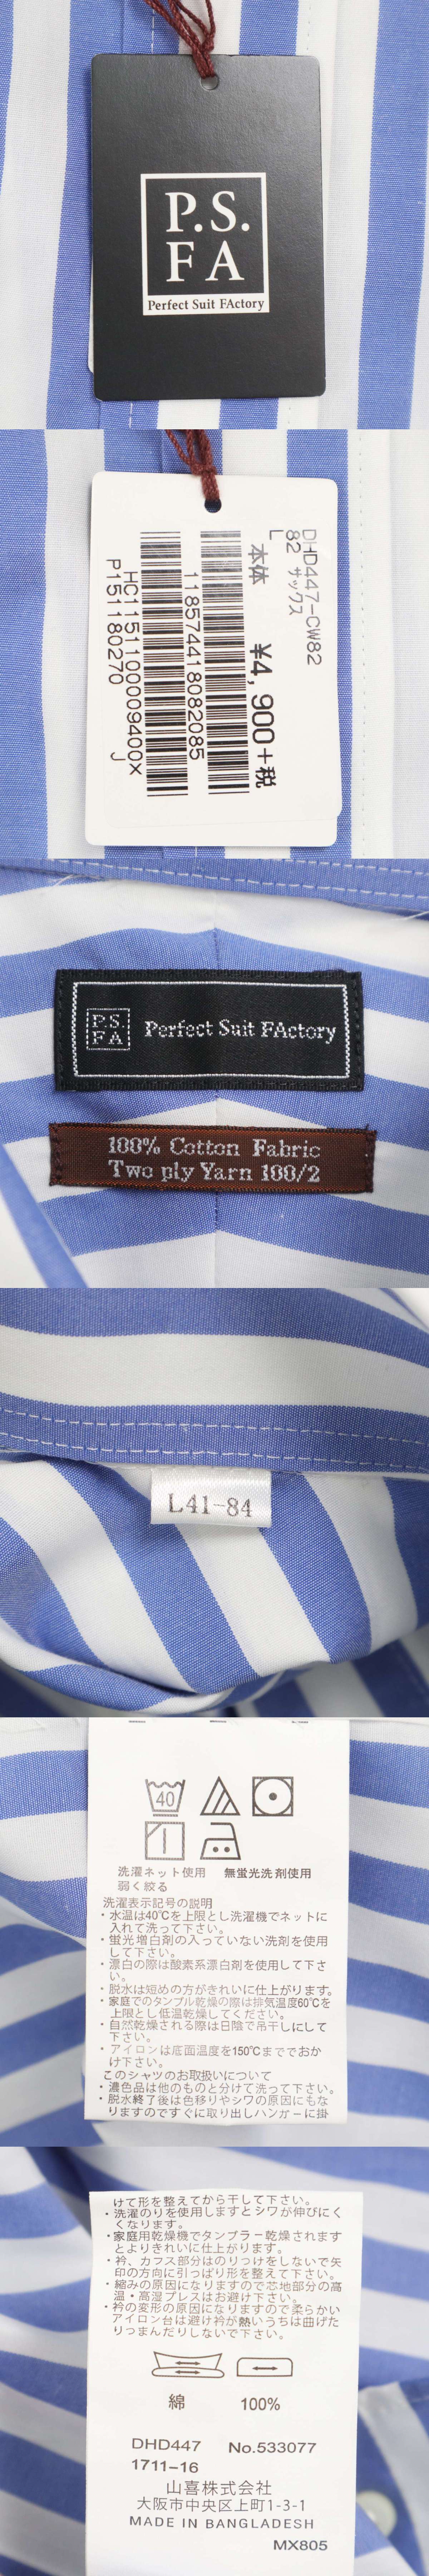 P.S.
FA
Perfect Suit FActory
DHD447-CW82
82 サックス
L
本体 ¥4,900+税
1185744180820​85
HC115110009400×
P151180270 J
P.S.
FA
Perfect Suit FActory
100% Cotton Fabric
Two ply Yarn 100/2
L41-84
40
洗濯ネット使用 無蛍光洗剤使用
弱く絞る
洗濯表示記号の説明
・水温は40℃を上限とし洗濯機でネットに
入れて洗って下さい。
・蛍光増白剤の入っていない洗剤を使用
して下さい。
・漂白の際は酸素系漂白剤を使用して下さ
い。
・脱水は短めの方がきれいに仕上がります。
・家庭でのタンブル乾燥の際は排気温度60℃を
上限とし低温乾燥してください。
・自然乾燥される際は日陰で吊干しにして
下さい。
・アイロンは底面温度を150℃まででおか
け下さい。
このシャツのお取扱いについて
・濃色品は他のものと分けて洗って下さい。
・脱水終了後は色移りやシワの原因にもな
りますのですぐに取り出しハンガーに掛
けて形を整えてから干して下さい。
・洗濯のりを使用しますとシワが伸びにく
くなります。
・家庭用乾燥機でタンブラー乾燥されます
とよりきれいに仕上がります。
・衿、カフス部分はのりつけをしないで矢
印の方向に引っぱり形を整えて下さい。
・縮みの原因になりますので芯地部分の高
温・高湿プレスはお避け下さい。
・衿の変形の原因になりますので柔らかい
アイロン台は避け衿が熱いうちは曲げた
りつまんだりしないで下さい。
綿 100%
DHD447 No.533077
1711-16
山喜株式会社
大阪市中央区上町1-3-1
MADE IN BANGLADESH
MX805